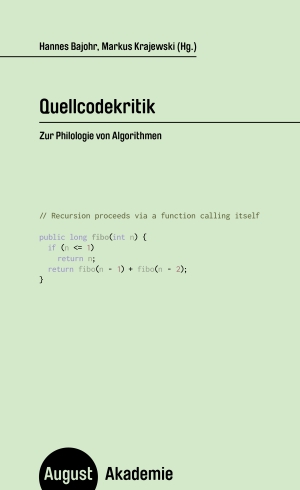 Hannes Bajohr, Markus Krajewski (Hg.)
Quellcodekritik
Zur Philologie von Algorithmen
// Recursion proceeds via a function calling itself
public long fibo(int n) {
if (n <= 1)
return n;
return fibo(n - 1) + fibo(n - 2);
}
August Akademie